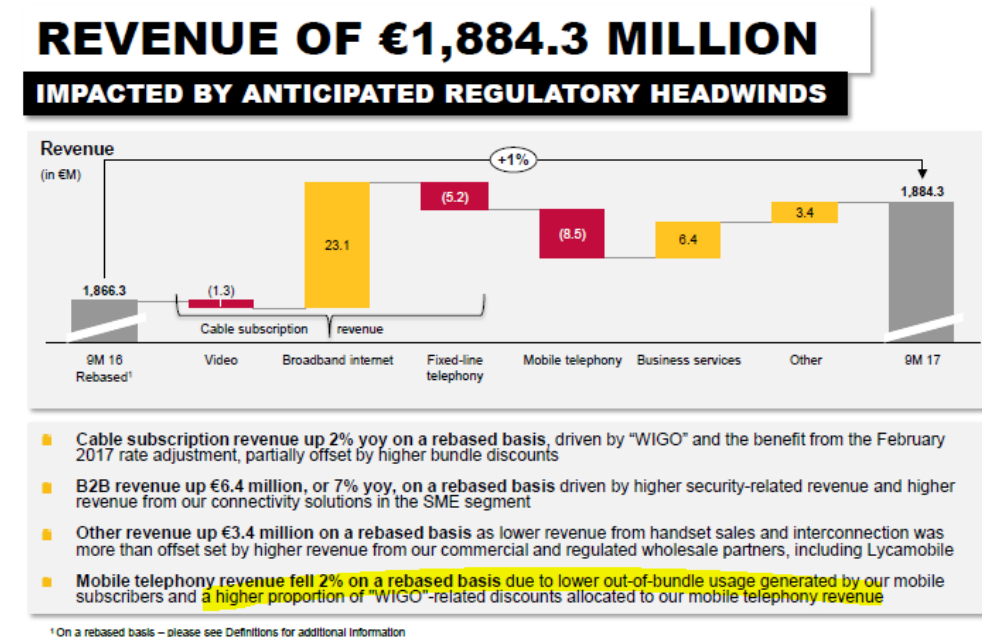 REVENUE OF €1,884.3 MILLION
IMPACTED BY ANTICIPATED REGULATORY HEADWINDS
Revenue
(in €M)
+1%
1,866.3
(1.3)
23.1
(5.2)
(8.5)
6.4
3.4
1,884.3
Cable subscription revenue
9M 16
Rebased¹
Video
Broadband internet
Fixed-line
telephony
Mobile telephony
Business services
Other
9M 17
Cable subscription revenue up 2% yoy on a rebased basis, driven by “WIGO” and the benefit from the February
2017 rate adjustment, partially offset by higher bundle discounts
B2B revenue up €6.4 million, or 7% yoy, on a rebased basis driven by higher security-related revenue and higher
revenue from our connectivity solutions in the SME segment
Other revenue up €3.4 million on a rebased basis as lower revenue from handset sales and interconnection was
more than offset set by higher revenue from our commercial and regulated wholesale partners, including Lycamobile
Mobile telephony revenue fell 2% on a rebased basis due to lower out-of-bundle usage generated by our mobile
subscribers and a higher proportion of "WIGO"-related discounts allocated to our mobile telephony revenue
¹ On a rebased basis – please see Definitions for additional information